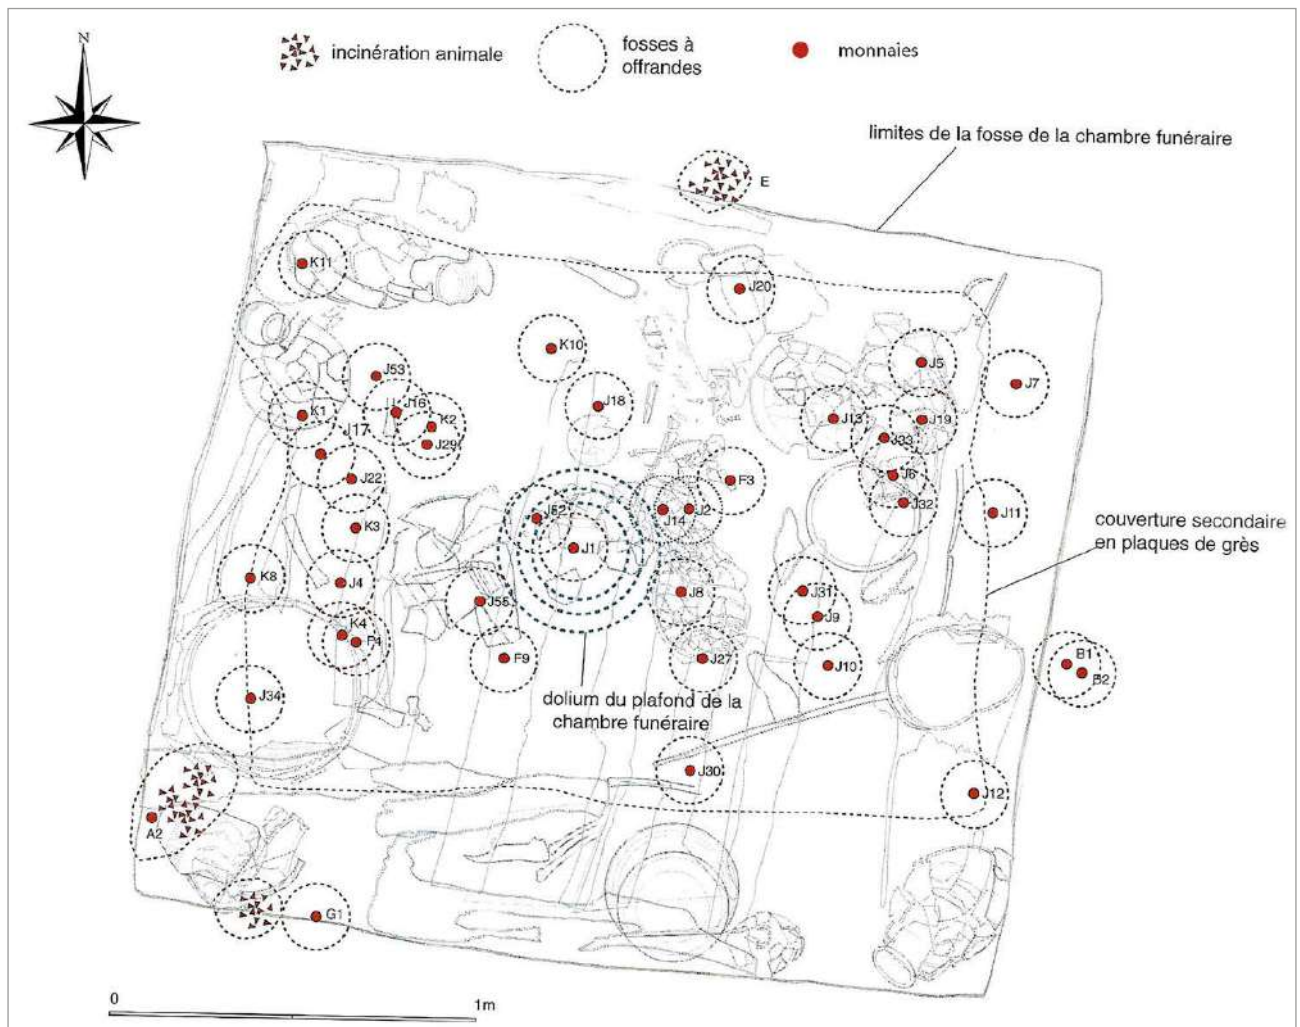 N
incinération animale
fosses à
offrandes
monnaies
limites de la fosse de la chambre funéraire
E
K11
J20
K10
J5
J53
J7
J18
J16
K1
K2
J13
J19
J17
J29
J33
J22
F3
J6
J32
J52
J14
J2
J11
K3
couverture secondaire
en plaques de grès
J1
K8
J4
J8
J31
J55
J9
K4
F9
J27
J10
B1
B2
J34
dolium du plafond de la
chambre funéraire
J30
J12
A2
G1
0
1m